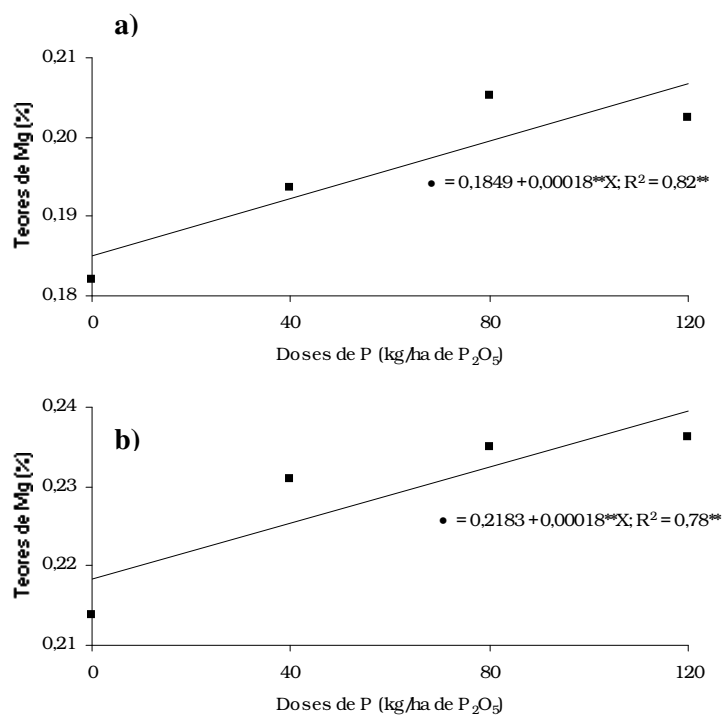 a)
0,21
0,20
0,19
0,18
Teores de Mg (%)
• = 0,1849 + 0,00018**X; R² = 0,82**
0 40 80 120
Doses de P (kg/ha de P₂O₅)
b)
0,24
0,23
0,22
0,21
Teores de Mg (%)
• = 0,2183 + 0,00018**X; R² = 0,78**
0 40 80 120
Doses de P (kg/ha de P₂O₅)